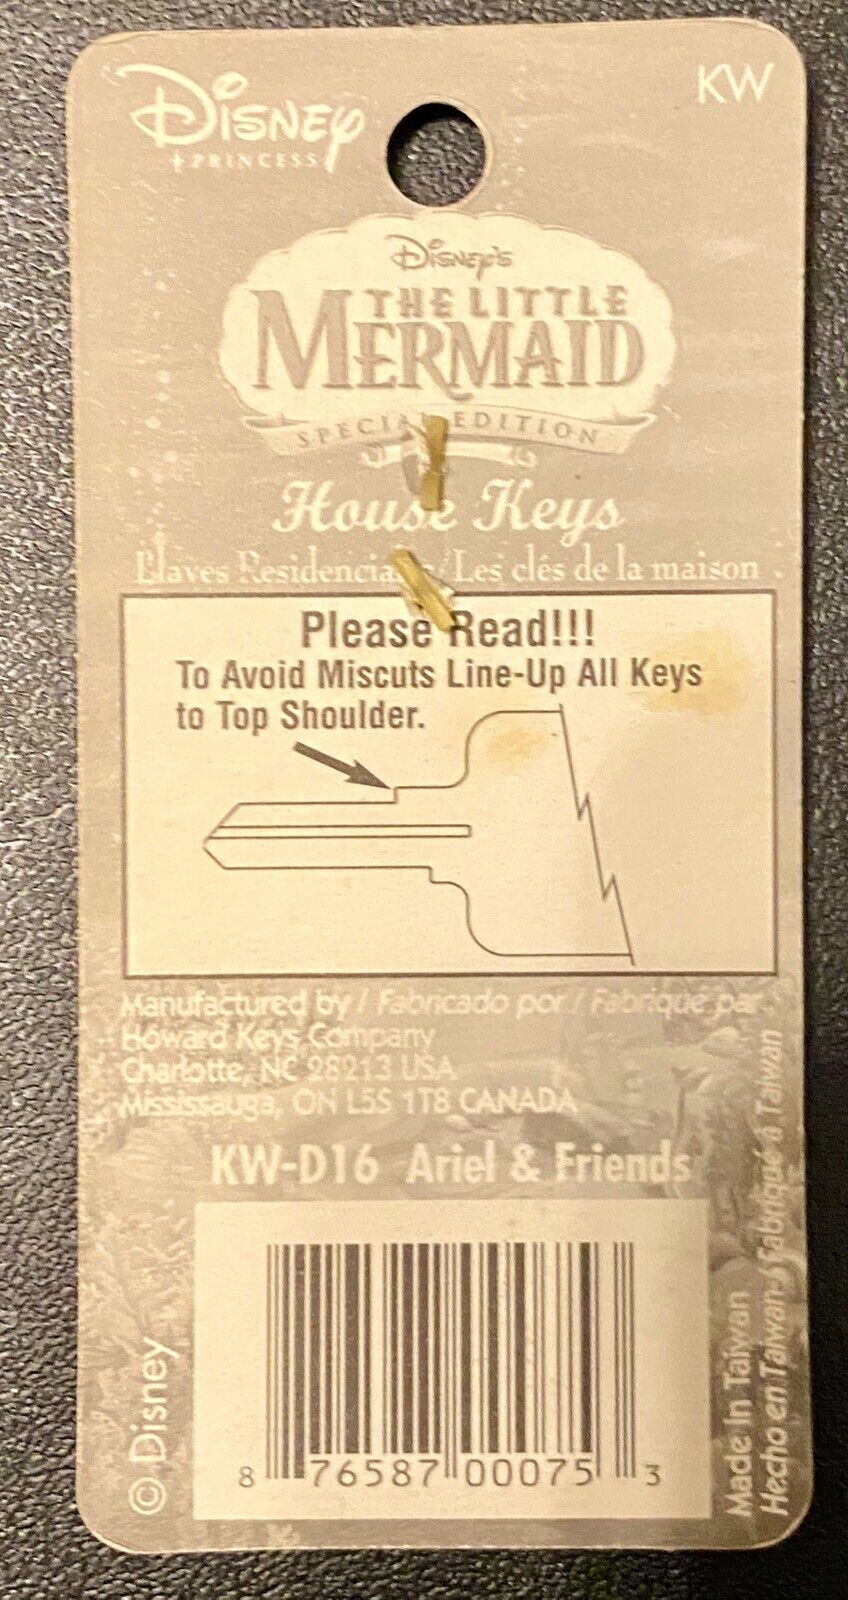 Disney
PRINCESS
KW
Disney's
THE LITTLE
MERMAID
SPECIAL EDITION
House Keys
Llaves Residenciales/Les clés de la maison
Please Read!!!
To Avoid Miscuts Line-Up All Keys
to Top Shoulder.
Manufactured by / Fabricado por / Fabriqué par
Howard Keys Company
Charlotte, NC 28213 USA
Mississauga, ON L5S 1T8 CANADA
KW-D16 Ariel & Friends
8 76587 00075 3
© Disney
Made In Taiwan
Hecho en Taiwan-Fabriqué à Taiwan